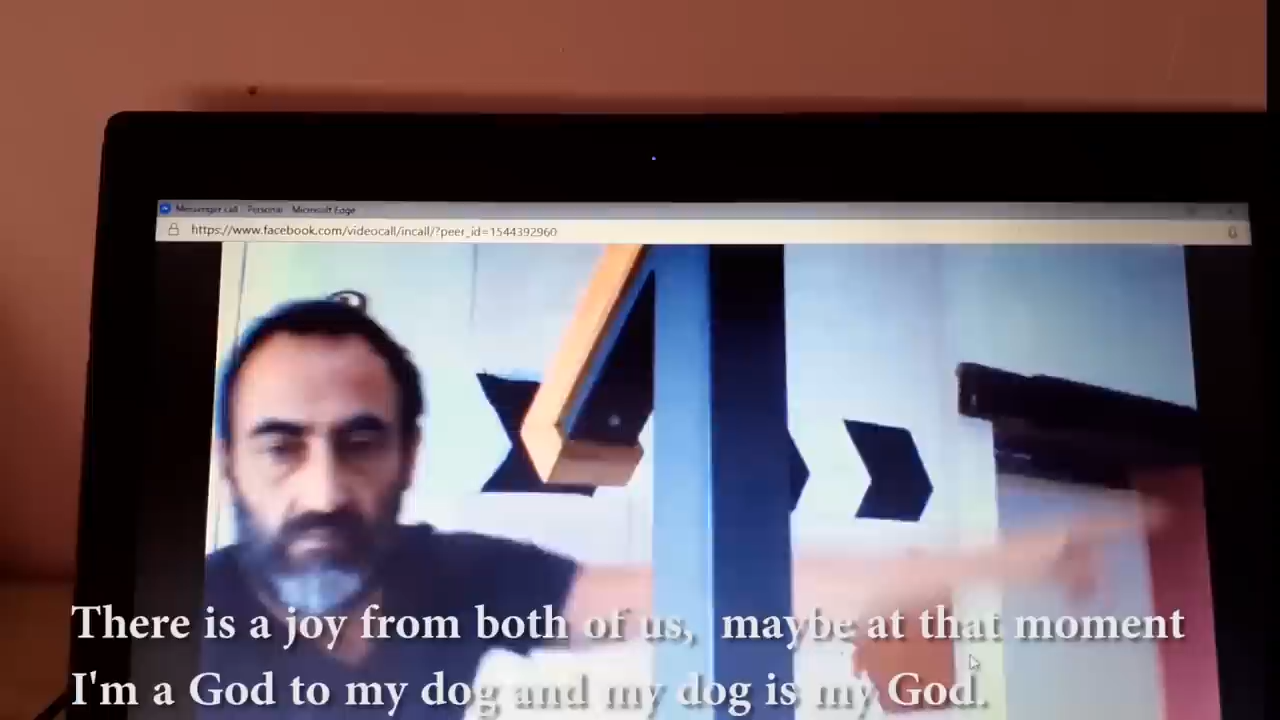 Messenger call - Personal - Microsoft Edge
https://www.facebook.com/videocall/incall/?peer_id=1544392960
There is a joy from both of us, maybe at that moment
I'm a God to my dog and my dog is my God.